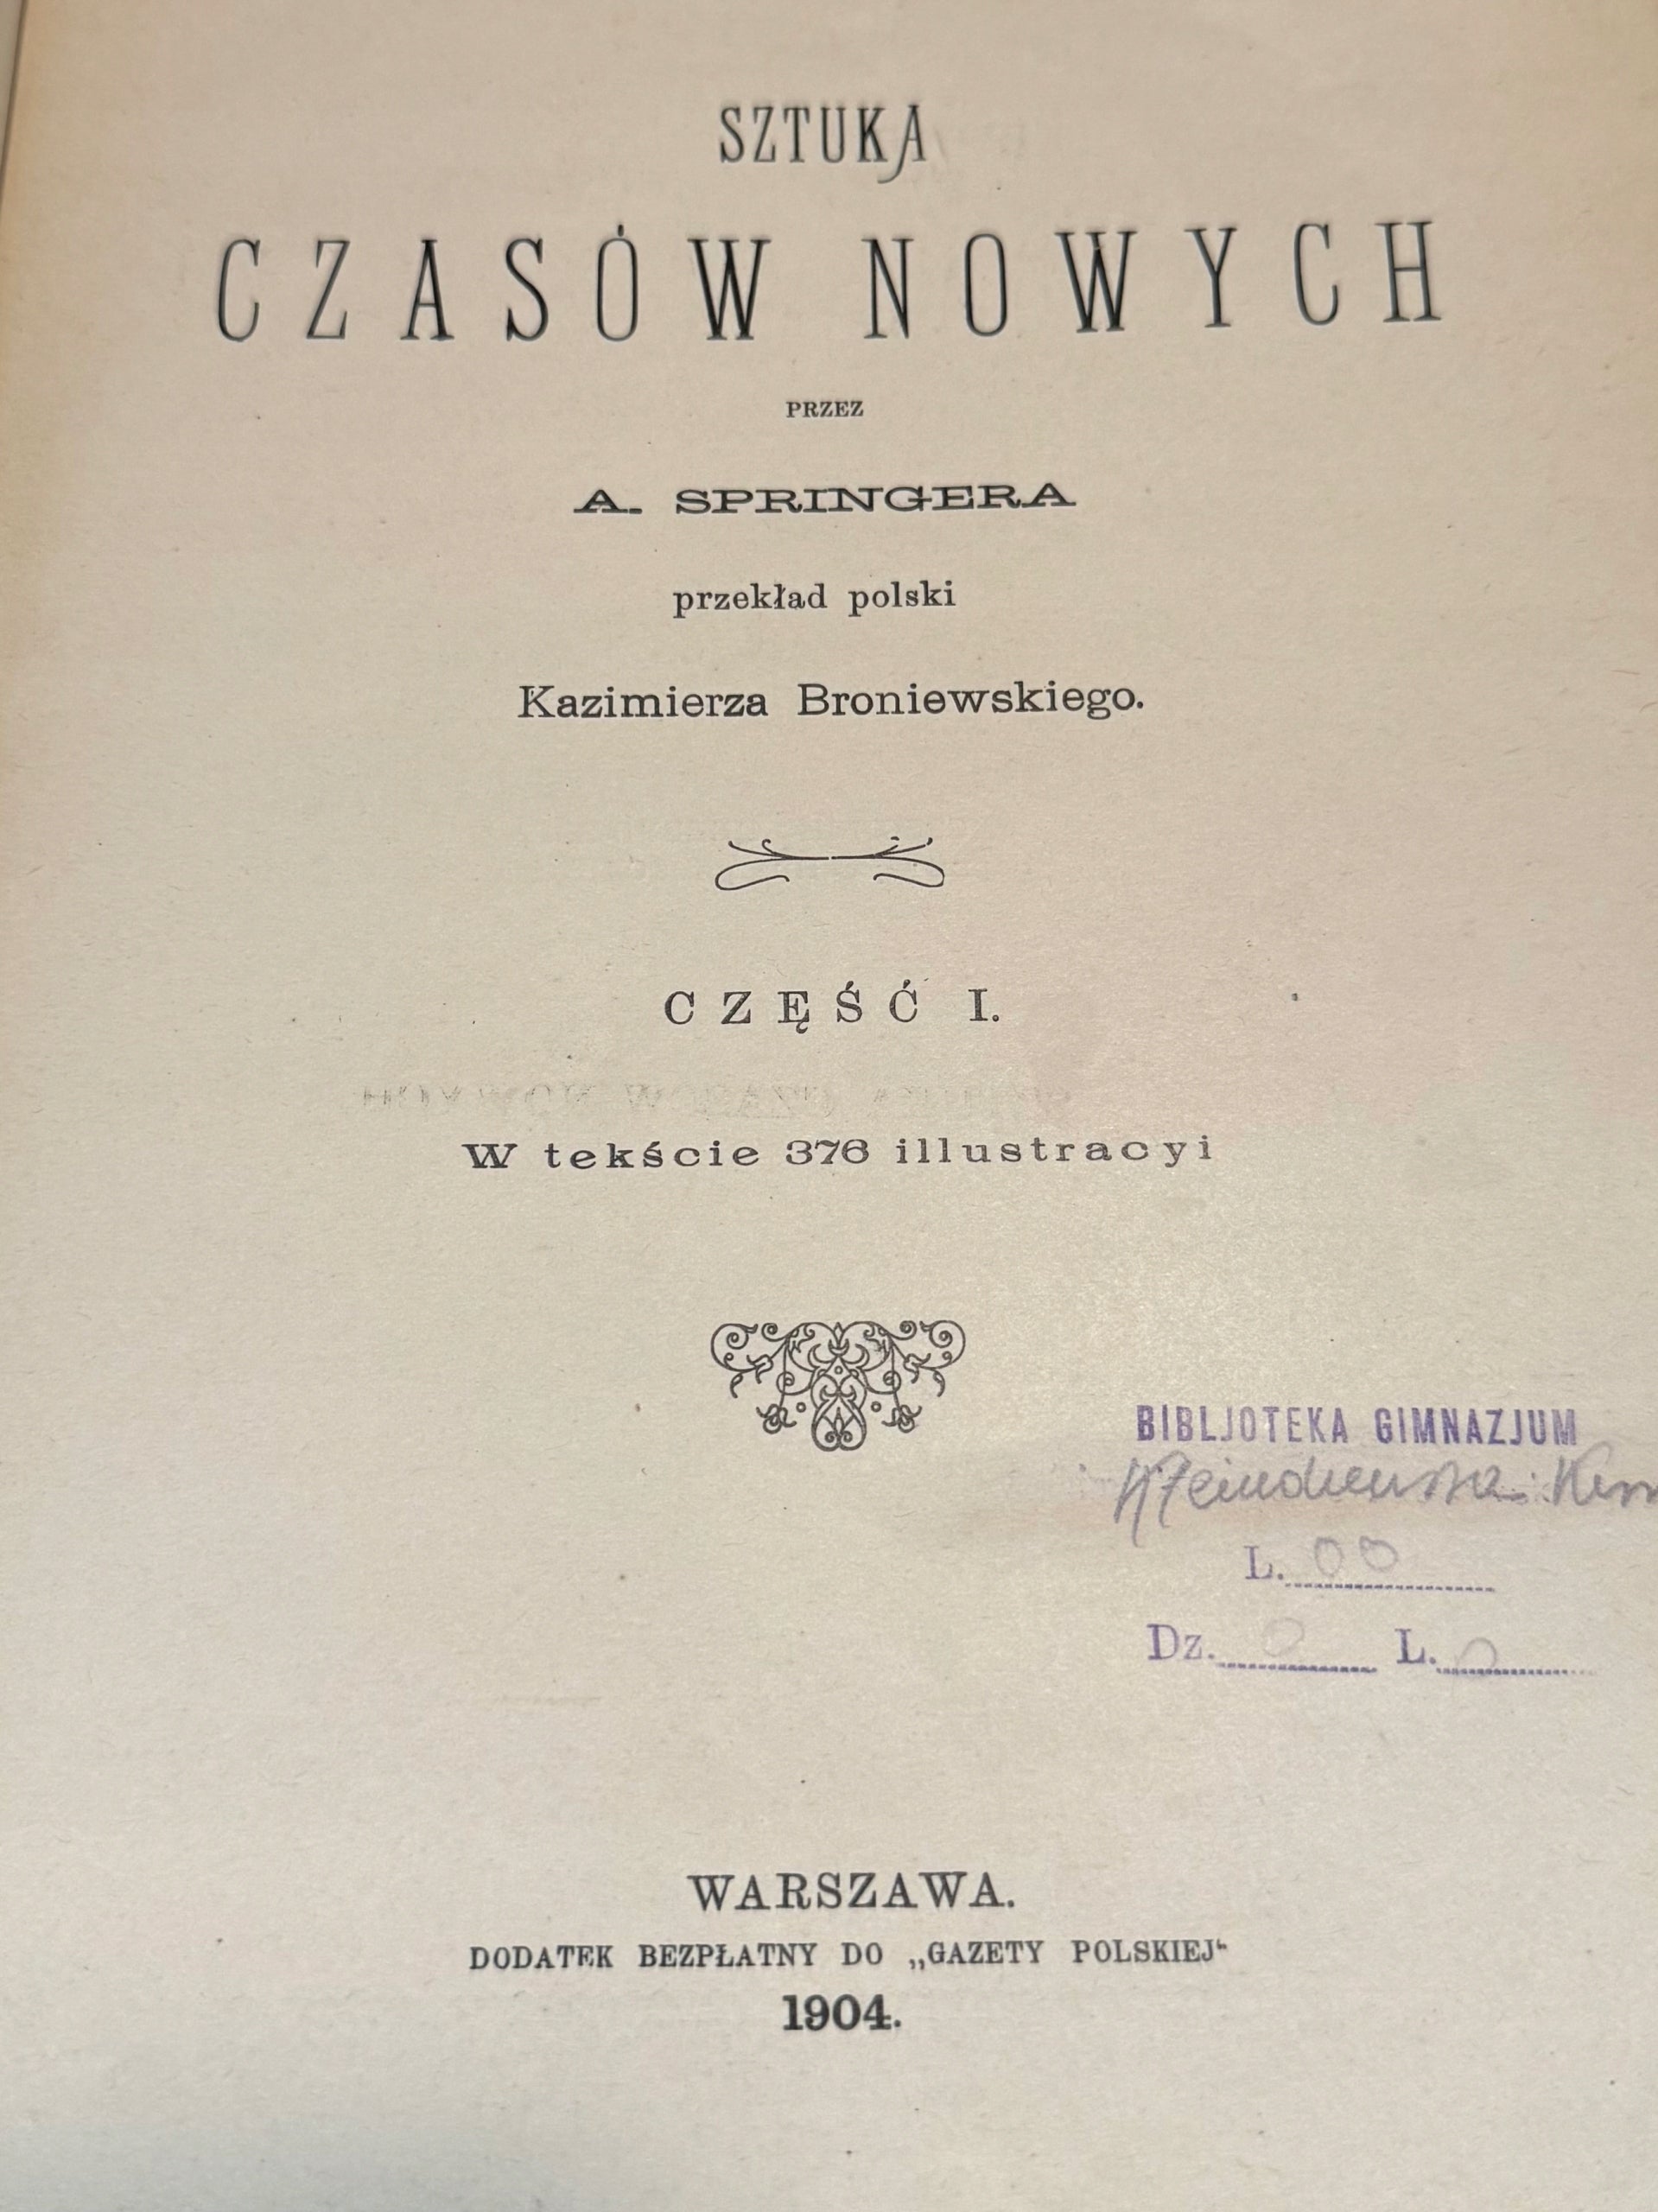 SZTUKA
CZASÓW NOWYCH
PRZEZ
A. SPRINGERA
przekład polski
Kazimierza Broniewskiego.
CZĘŚĆ I.
W tekście 376 illustracyi
BIBLJOTEKA GIMNAZJUM
L.
Dz. L.
WARSZAWA.
DODATEK BEZPŁATNY DO „GAZETY POLSKIEJ“
1904.